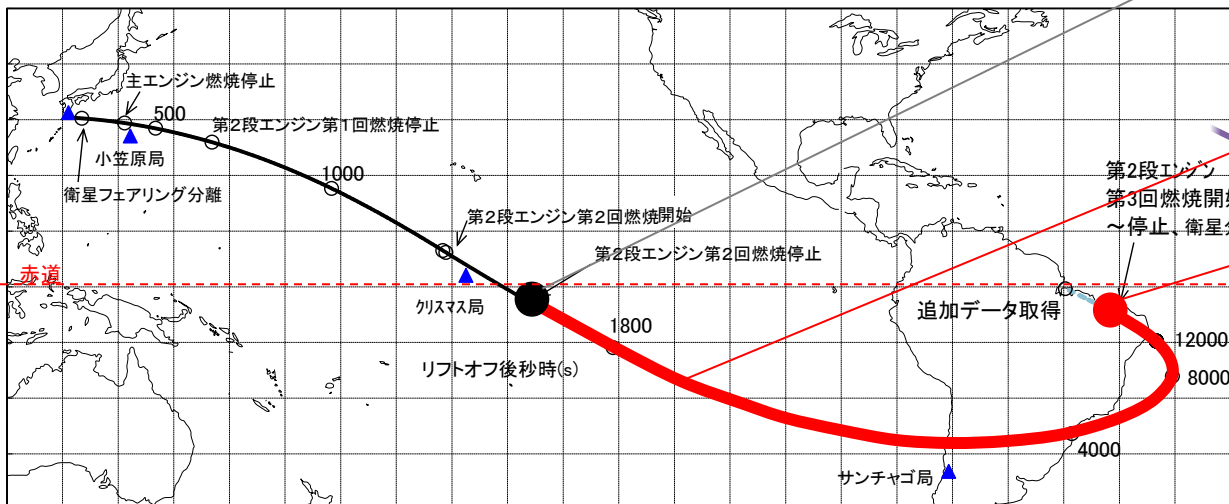 主エンジン燃焼停止
500
第2段エンジン第1回燃焼停止
小笠原局
衛星フェアリング分離
1000
第2段エンジン第2回燃焼開始
第2段エンジン第2回燃焼停止
赤道
クリスマス局
1800
リフトオフ後秒時(s)
第2段エンジン
第3回燃焼開始
~停止、衛星分
追加データ取得
12000
8000
4000
サンチャゴ局